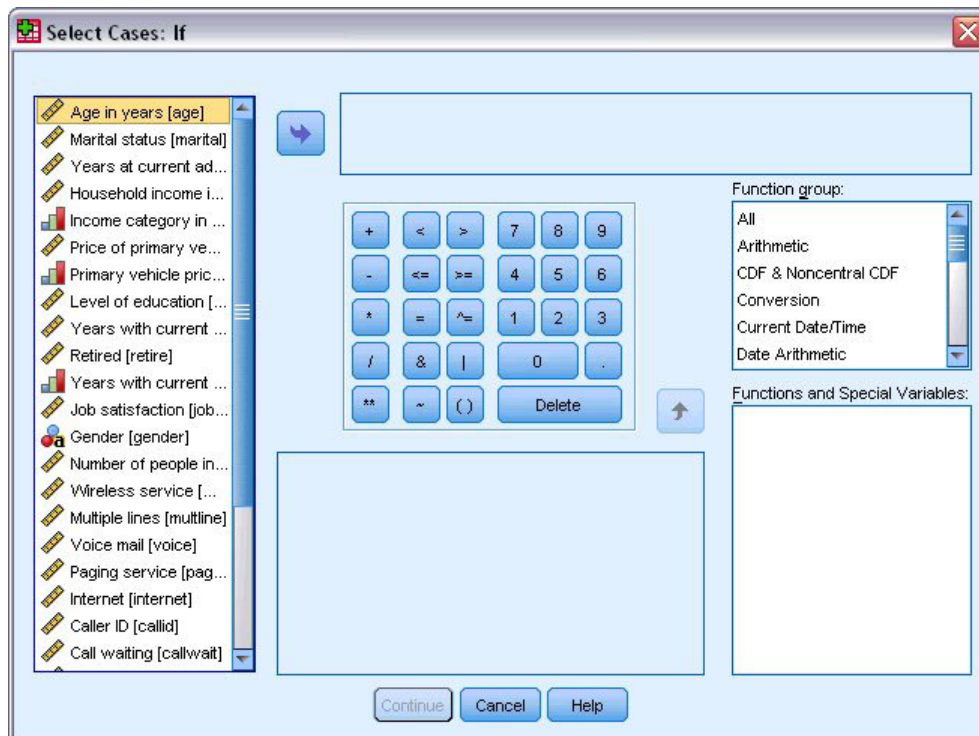 Select Cases: If
Age in years [age]
Marital status [marital]
Years at current ad...
Household income i...
Income category in ...
Price of primary ve...
Primary vehicle pric...
Level of education [...
Years with current ...
Retired [retire]
Years with current ...
Job satisfaction [job...
Gender [gender]
Number of people in...
Wireless service [...
Multiple lines [multline]
Voice mail [voice]
Paging service [pag...
Internet [internet]
Caller ID [callid]
Call waiting [callwait]
+ < > 7 8 9
- <= >= 4 5 6
* = ^= 1 2 3
/ & | 0 .
** ~ ( ) Delete
Function group:
All
Arithmetic
CDF & Noncentral CDF
Conversion
Current Date/Time
Date Arithmetic
Functions and Special Variables:
Continue Cancel Help